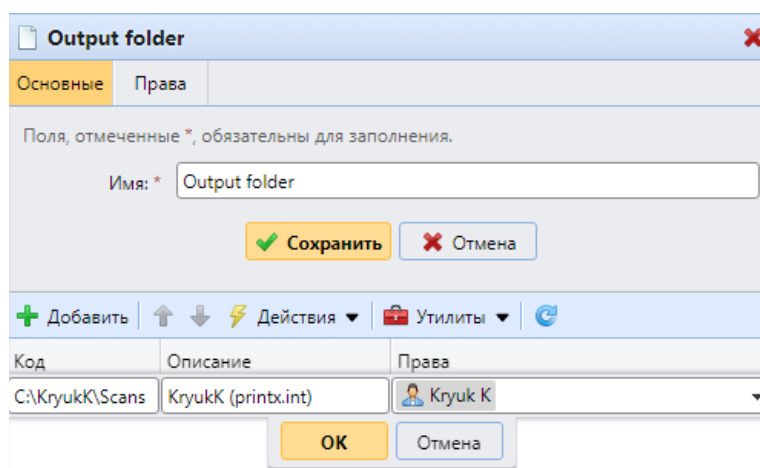 Output folder
Основные Права
Поля, отмеченные *, обязательны для заполнения.
Имя: * Output folder
Сохранить Отмена
Добавить Действия Утилиты
Код Описание Права
C:\KryukK\Scans KryukK (printx.int) Kryuk K
OK Отмена